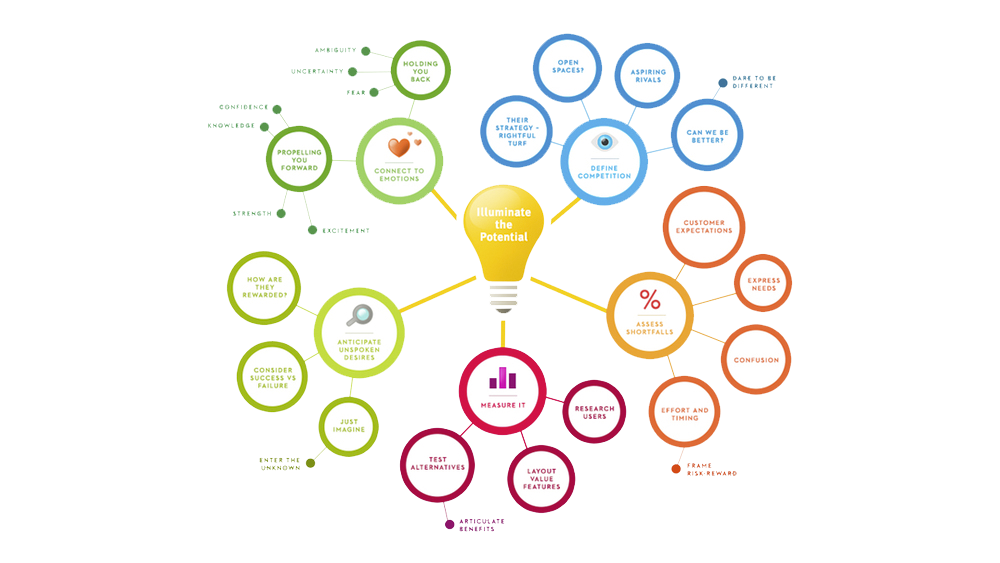 Illuminate
the
Potential
CONNECT TO
EMOTIONS
HOLDING
YOU
BACK
AMBIGUITY
UNCERTAINTY
FEAR
PROPELLING
YOU
FORWARD
CONFIDENCE
KNOWLEDGE
STRENGTH
EXCITEMENT
DEFINE
COMPETITION
THEIR
STRATEGY -
RIGHTFUL
TURF
OPEN
SPACES?
ASPIRING
RIVALS
CAN WE BE
BETTER?
DARE TO BE
DIFFERENT
ASSESS
SHORTFALLS
CUSTOMER
EXPECTATIONS
EXPRESS
NEEDS
CONFUSION
EFFORT AND
TIMING
FRAME
RISK-REWARD
MEASURE IT
RESEARCH
USERS
LAYOUT
VALUE
FEATURES
TEST
ALTERNATIVES
ARTICULATE
BENEFITS
ANTICIPATE
UNSPOKEN
DESIRES
HOW ARE
THEY
REWARDED?
CONSIDER
SUCCESS VS
FAILURE
JUST
IMAGINE
ENTER THE
UNKNOWN